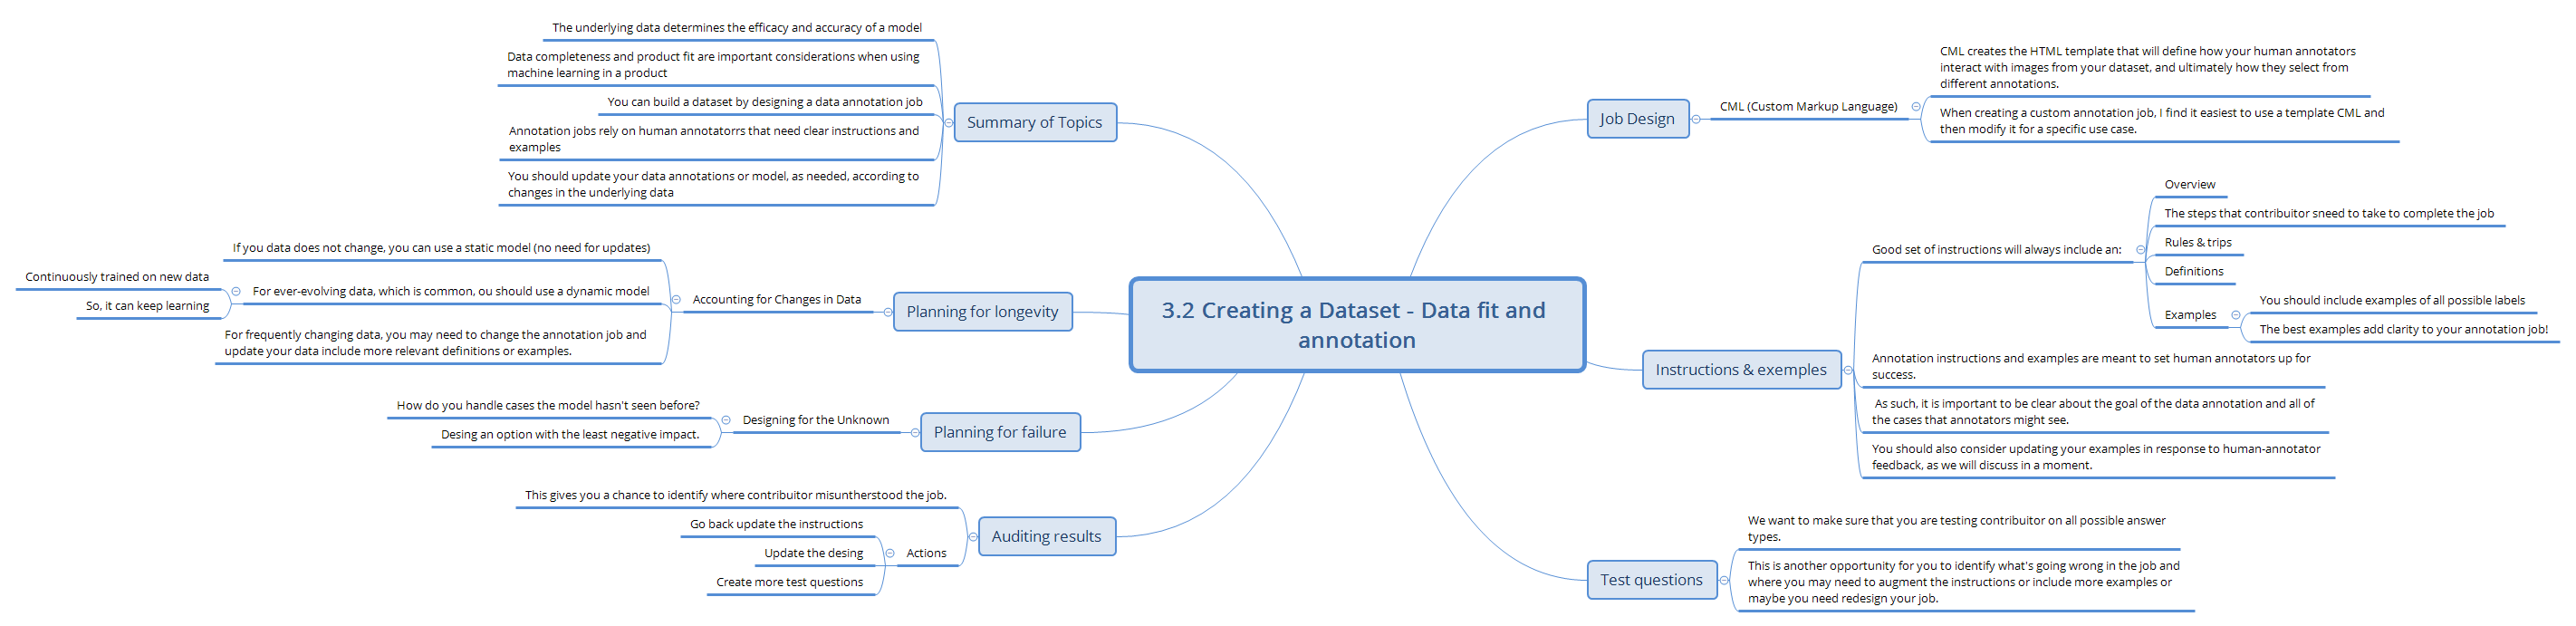 3.2 Creating a Dataset - Data fit and
annotation
Job Design
CML (Custom Markup Language)
CML creates the HTML template that will define how your human annotators
interact with images from your dataset, and ultimately how they select from
different annotations.
When creating a custom annotation job, I find it easiest to use a template CML and
then modify it for a specific use case.
Instructions & exemples
Good set of instructions will always include an:
Overview
The steps that contribuitor sneed to take to complete the job
Rules & trips
Definitions
Examples
You should include examples of all possible labels
The best examples add clarity to your annotation job!
Annotation instructions and examples are meant to set human annotators up for
success.
As such, it is important to be clear about the goal of the data annotation and all of
the cases that annotators might see.
You should also consider updating your examples in response to human-annotator
feedback, as we will discuss in a moment.
Test questions
We want to make sure that you are testing contribuitor on all possible answer
types.
This is another opportunity for you to identify what's going wrong in the job and
where you may need to augment the instructions or include more examples or
maybe you need redesign your job.
Summary of Topics
The underlying data determines the efficacy and accuracy of a model
Data completeness and product fit are important considerations when using
machine learning in a product
You can build a dataset by designing a data annotation job
Annotation jobs rely on human annotatorrs that need clear instructions and
examples
You should update your data annotations or model, as needed, according to
changes in the underlying data
Planning for longevity
Accounting for Changes in Data
If you data does not change, you can use a static model (no need for updates)
For ever-evolving data, which is common, ou should use a dynamic model
Continuously trained on new data
So, it can keep learning
For frequently changing data, you may need to change the annotation job and
update your data include more relevant definitions or examples.
Planning for failure
Designing for the Unknown
How do you handle cases the model hasn't seen before?
Desing an option with the least negative impact.
Auditing results
This gives you a chance to identify where contribuitor misuntherstood the job.
Actions
Go back update the instructions
Update the desing
Create more test questions